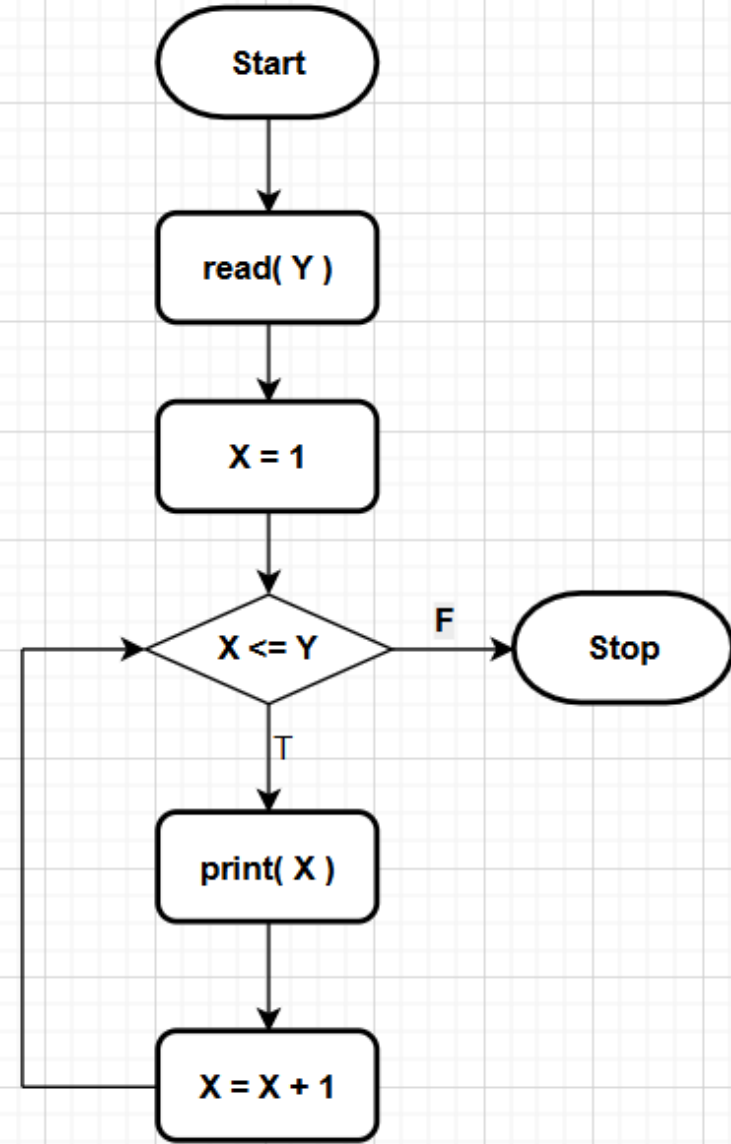 Start
read( Y )
X = 1
X <= Y
F
Stop
T
print( X )
X = X + 1